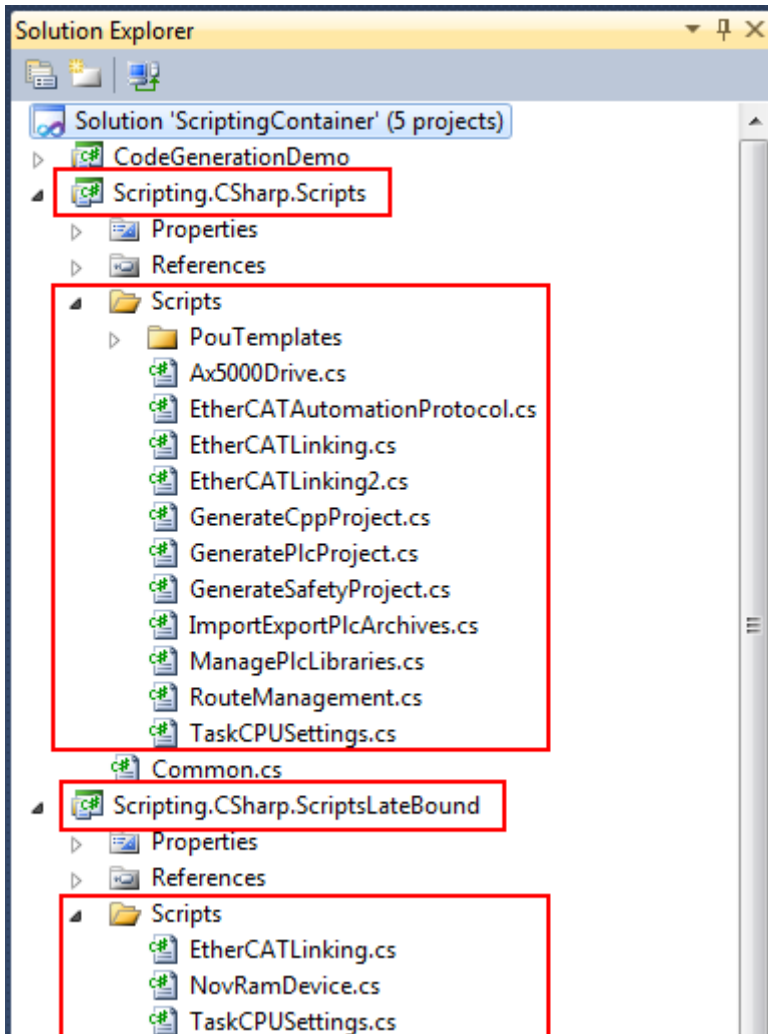 Solution Explorer
Solution 'ScriptingContainer' (5 projects)
C# CodeGenerationDemo
C# Scripting.CSharp.Scripts
Properties
References
Scripts
PouTemplates
C# Ax5000Drive.cs
C# EtherCATAutomationProtocol.cs
C# EtherCATLinking.cs
C# EtherCATLinking2.cs
C# GenerateCppProject.cs
C# GeneratePlcProject.cs
C# GenerateSafetyProject.cs
C# ImportExportPlcArchives.cs
C# ManagePlcLibraries.cs
C# RouteManagement.cs
C# TaskCPUSettings.cs
C# Common.cs
C# Scripting.CSharp.ScriptsLateBound
Properties
References
Scripts
C# EtherCATLinking.cs
C# NovRamDevice.cs
C# TaskCPUSettings.cs